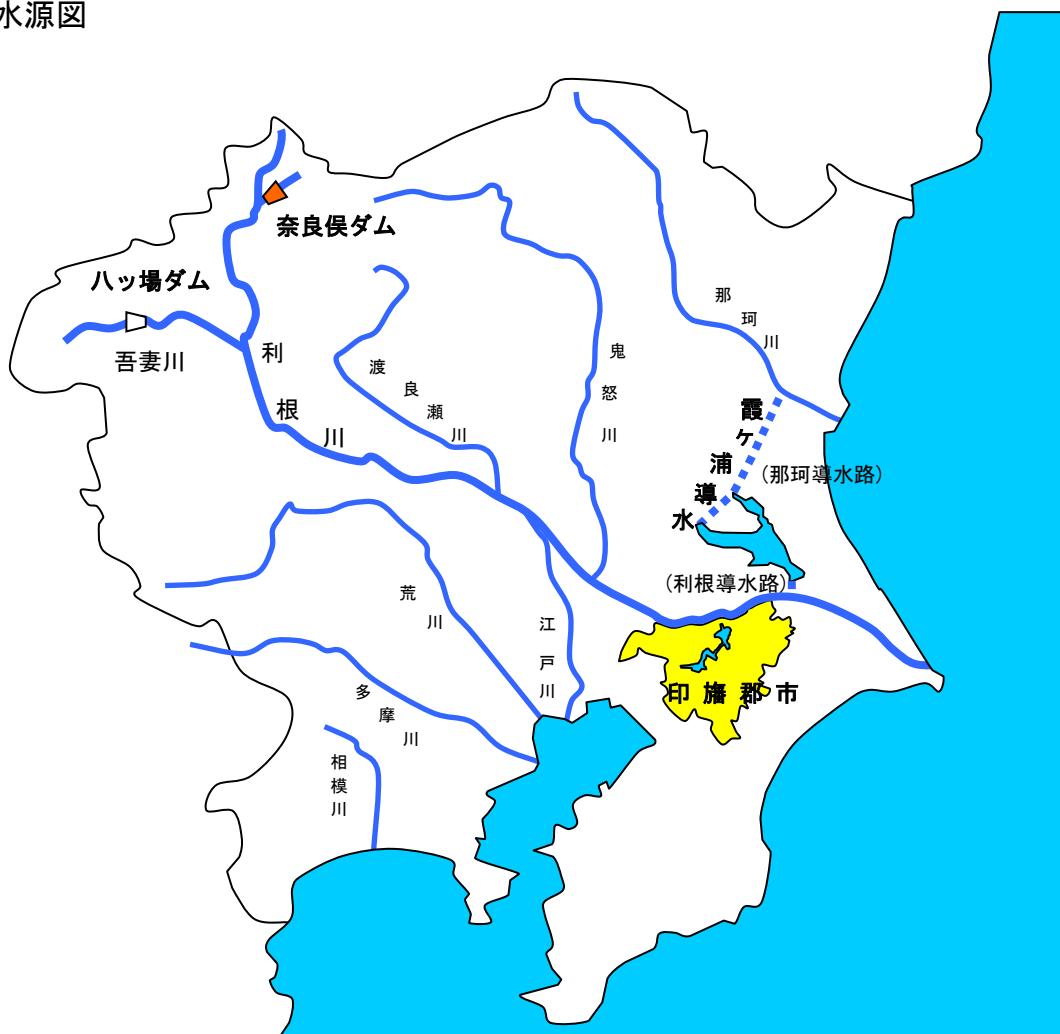 水源図
奈良俣ダム
八ッ場ダム
吾妻川
利根川
渡良瀬川
鬼怒川
那珂川
霞ヶ浦導水
（那珂導水路）
（利根導水路）
荒川
江戸川
多摩川
相模川
印旛郡市